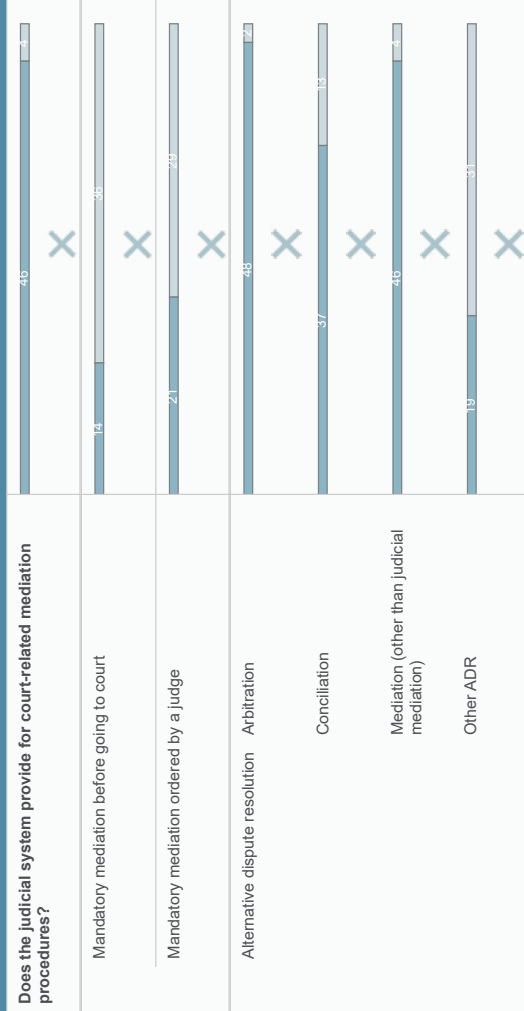 Does the judicial system provide for court-related mediation
procedures?
46 4
Mandatory mediation before going to court
14 36
Mandatory mediation ordered by a judge
21 29
Alternative dispute resolution Arbitration
48 2
Conciliation
37 13
Mediation (other than judicial
mediation)
46 4
Other ADR
19 31